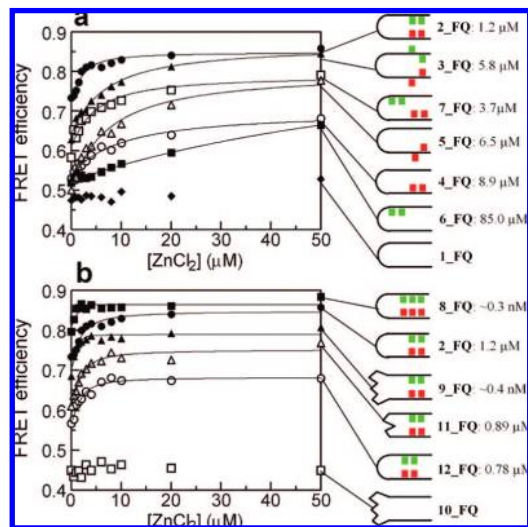 a
0.9
0.8
0.7
0.6
0.5
0.4
FRET efficiency
0 10 20 30 40 50
[ZnCl2] (μM)
2_FQ: 1.2 μM
3_FQ: 5.8 μM
7_FQ: 3.7μM
5_FQ: 6.5 μM
4_FQ: 8.9 μM
6_FQ: 85.0 μM
1_FQ
b
0.9
0.8
0.7
0.6
0.5
0.4
FRET efficiency
0 10 20 30 40 50
[ZnCl2] (μM)
8_FQ: ~0.3 nM
2_FQ: 1.2 μM
9_FQ: ~0.4 nM
11_FQ: 0.89 μM
12_FQ: 0.78 μM
10_FQ